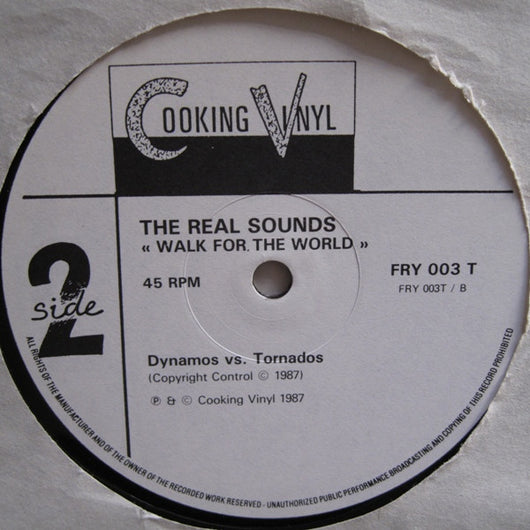 COOKING VINYL
THE REAL SOUNDS
« WALK FOR THE WORLD »
45 RPM
FRY 003 T
FRY 003T / B
2
side
Dynamos vs. Tornados
(Copyright Control © 1987)
℗ & © Cooking Vinyl 1987
ALL RIGHTS OF THE MANUFACTURER AND OF THE OWNER OF THE RECORDED WORK RESERVED - UNAUTHORIZED PUBLIC PERFORMANCE BROADCASTING AND COPYING OF THIS RECORD PROHIBITED